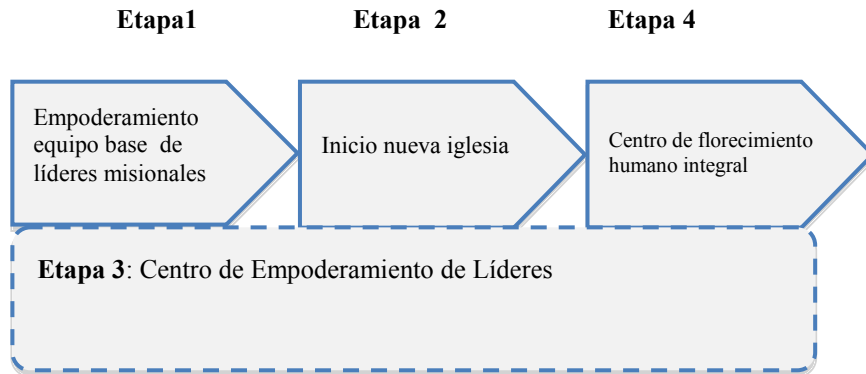 Etapa1
Etapa  2
Etapa 4
Empoderamiento
equipo base  de
líderes misionales
Inicio nueva iglesia
Centro de florecimiento
humano integral
Etapa 3: Centro de Empoderamiento de Líderes